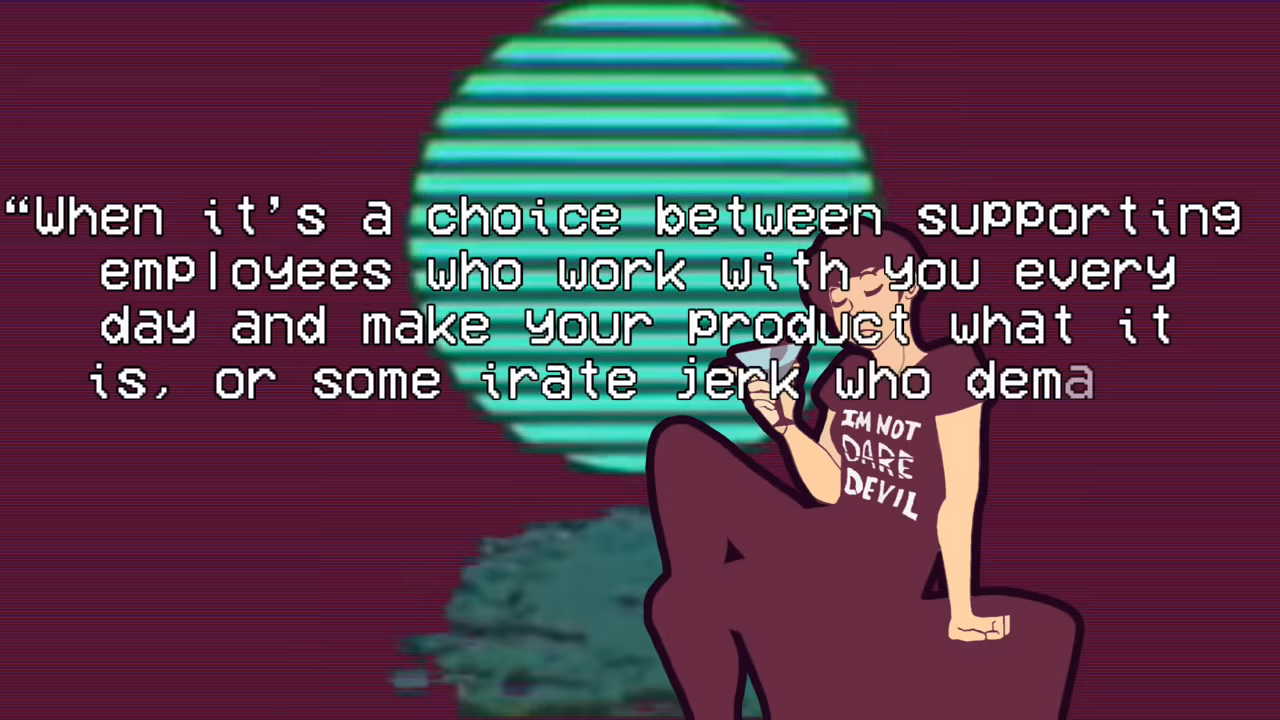 “When it’s a choice between supporting
employees who work with you every
day and make your product what it
is, or some irate jerk who dema
IM NOT
DARE
DEVIL